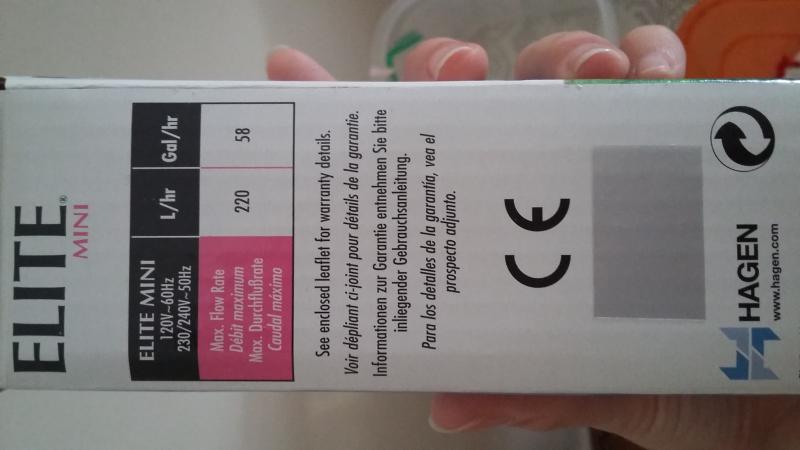 ELITE®
MINI
ELITE MINI
120V~60Hz
230/240V~50Hz
L/hr
Gal/hr
Max. Flow Rate
Débit maximum
Max. Durchflußrate
Caudal máximo
220
58
See enclosed leaflet for warranty details.
Voir dépliant ci-joint pour détails de la garantie.
Informationen zur Garantie entnehmen Sie bitte
inliegender Gebrauchsanleitung.
Para los detalles de la garantía, vea el
prospecto adjunto.
CE
HAGEN
www.hagen.com